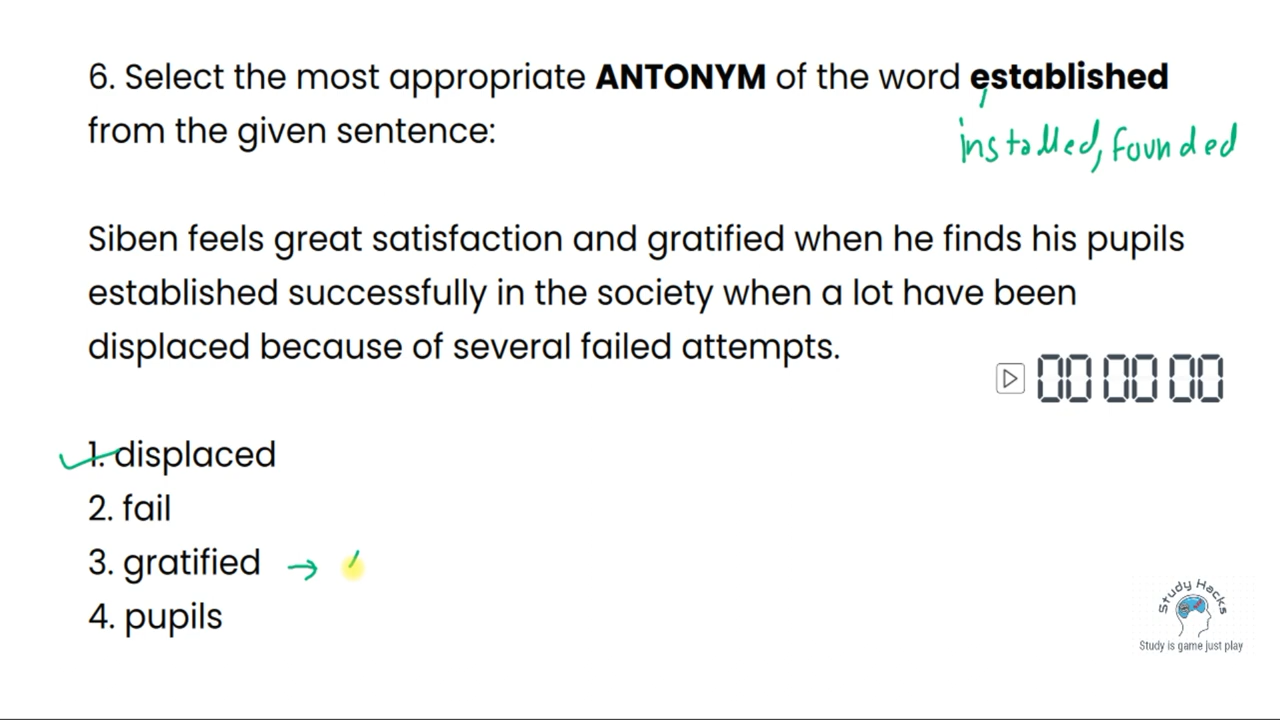 6. Select the most appropriate ANTONYM of the word established
from the given sentence:
installed, founded
Siben feels great satisfaction and gratified when he finds his pupils
established successfully in the society when a lot have been
displaced because of several failed attempts.
00 00 00
1. displaced
2. fail
3. gratified →
4. pupils
Study Hacks
Study is game just play